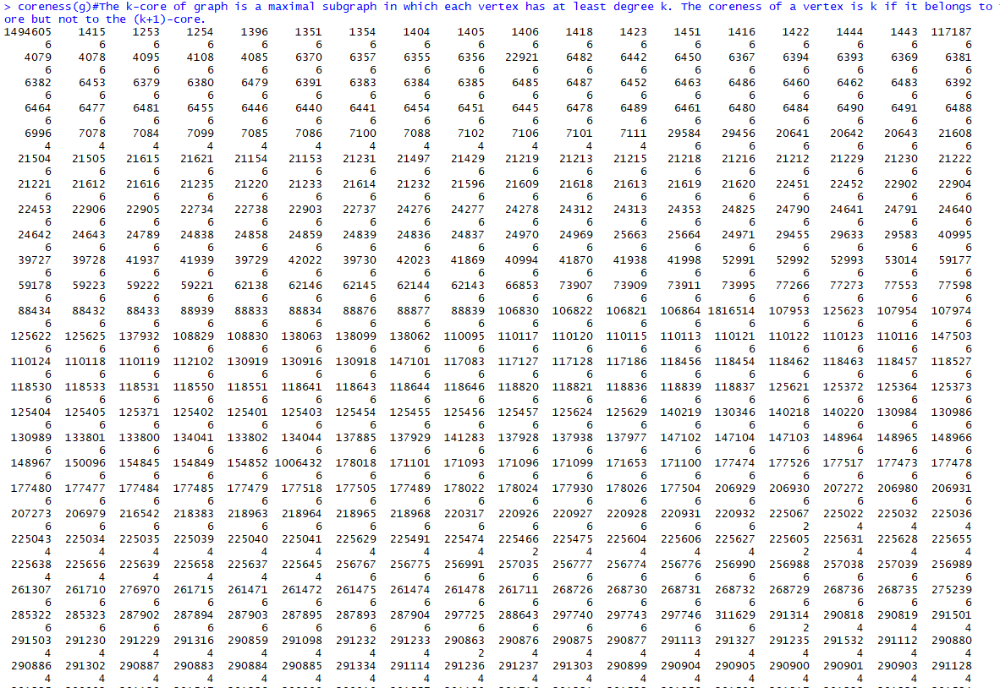 > coreness(g)#The k-core of graph is a maximal subgraph in which each vertex has at least degree k. The coreness of a vertex is k if it belongs to
ore but not to the (k+1)-core.
1494605 1415 1253 1254 1396 1351 1354 1404 1405 1406 1418 1423 1451 1416 1422 1444 1443 117187
6 6 6 6 6 6 6 6 6 6 6 6 6 6 6 6 6 6
4079 4078 4095 4108 4085 6370 6357 6355 6356 22921 6482 6442 6450 6367 6394 6393 6369 6381
6 6 6 6 6 6 6 6 6 6 6 6 6 6 6 6 6 6
6382 6453 6379 6380 6479 6391 6383 6384 6385 6485 6487 6452 6463 6486 6460 6462 6483 6392
6 6 6 6 6 6 6 6 6 6 6 6 6 6 6 6 6 6
6464 6477 6481 6455 6446 6440 6441 6454 6451 6445 6478 6489 6461 6480 6484 6490 6491 6488
6 6 6 6 6 6 6 6 6 6 6 6 6 6 6 6 6 6
6996 7078 7084 7099 7085 7086 7100 7088 7102 7106 7101 7111 29584 29456 20641 20642 20643 21608
4 4 4 4 4 4 4 4 4 4 4 4 6 6 6 6 6 6
21504 21505 21615 21621 21154 21153 21231 21497 21429 21219 21213 21215 21218 21216 21212 21229 21230 21222
6 6 6 6 6 6 6 6 6 6 6 6 6 6 6 6 6 6
21221 21612 21616 21235 21220 21233 21614 21232 21596 21609 21618 21613 21619 21620 22451 22452 22902 22904
6 6 6 6 6 6 6 6 6 6 6 6 6 6 6 6 6 6
22453 22906 22905 22734 22738 22903 22737 24276 24277 24278 24312 24313 24353 24825 24790 24641 24791 24640
6 6 6 6 6 6 6 6 6 6 6 6 6 6 6 6 6 6
24642 24643 24789 24838 24858 24859 24839 24836 24837 24970 24969 25663 25664 24971 29455 29633 29583 40995
6 6 6 6 6 6 6 6 6 6 6 6 6 6 6 6 6 6
39727 39728 41937 41939 39729 42022 39730 42023 41869 40994 41870 41938 41998 52991 52992 52993 53014 59177
6 6 6 6 6 6 6 6 6 6 6 6 6 6 6 6 6 6
59178 59223 59222 59221 62138 62146 62145 62144 62143 66853 73907 73909 73911 73995 77266 77273 77553 77598
6 6 6 6 6 6 6 6 6 6 6 6 6 6 6 6 6 6
88434 88432 88433 88939 88833 88834 88876 88877 88839 106830 106822 106821 106864 1816514 107953 125623 107954 107974
6 6 6 6 6 6 6 6 6 6 6 6 6 6 6 6 6 6
125622 125625 137932 108829 108830 138063 138099 138062 110095 110117 110120 110115 110113 110121 110122 110123 110116 147503
6 6 6 6 6 6 6 6 6 6 6 6 6 6 6 6 6 6
110124 110118 110119 112102 130919 130916 130918 147101 117083 117127 117128 117186 118456 118454 118462 118463 118457 118527
6 6 6 6 6 6 6 6 6 6 6 6 6 6 6 6 6 6
118530 118533 118531 118550 118551 118641 118643 118644 118646 118820 118821 118836 118839 118837 125621 125372 125364 125373
6 6 6 6 6 6 6 6 6 6 6 6 6 6 6 6 6 6
125404 125405 125371 125402 125401 125403 125454 125455 125456 125457 125624 125629 140219 130346 140218 140220 130984 130986
6 6 6 6 6 6 6 6 6 6 6 6 6 6 6 6 6 6
130989 133801 133800 134041 133802 134044 137885 137929 141283 137928 137938 137977 147102 147104 147103 148964 148965 148966
6 6 6 6 6 6 6 6 6 6 6 6 6 6 6 6 6 6
148967 150096 154845 154849 154852 1006432 178018 171101 171093 171096 171099 171653 171100 177474 177526 177517 177473 177478
6 6 6 6 6 6 6 6 6 6 6 6 6 6 6 6 6 6
177480 177477 177484 177485 177479 177518 177505 177489 178022 178024 177930 178026 177504 206929 206930 207272 206980 206931
6 6 6 6 6 6 6 6 6 6 6 6 6 6 6 6 6 6
207273 206979 216542 218383 218963 218964 218965 218968 220317 220926 220927 220928 220931 220932 225067 225022 225032 225036
6 6 6 6 6 6 6 6 6 6 6 6 6 6 2 4 4 4
225043 225034 225035 225039 225040 225041 225629 225491 225474 225466 225475 225604 225606 225627 225605 225631 225628 225655
4 4 4 4 4 4 4 4 4 2 4 4 4 4 2 4 4 4
225638 225656 225639 225658 225637 225645 256767 256775 256991 257035 256777 256774 256776 256990 256988 257038 257039 256989
4 4 4 4 4 4 6 6 6 6 6 6 6 6 6 6 6 6
261307 261710 276970 261715 261471 261472 261475 261474 261478 261711 268726 268730 268731 268732 268729 268736 268735 275239
6 6 6 6 6 6 6 6 6 6 6 6 6 6 6 6 6 6
285322 285323 287902 287894 287903 287895 287893 287904 297725 288643 297740 297743 297746 311629 291314 290818 290819 291501
6 6 6 6 6 6 6 6 6 6 6 6 6 6 2 4 4 4
291503 291230 291229 291316 290859 291098 291232 291233 290863 290876 290875 290877 291113 291327 291235 291532 291112 290880
4 4 4 4 4 4 4 4 2 4 4 4 4 4 4 4 4 4
290886 291302 290887 290883 290884 290885 291334 291114 291236 291237 291303 290899 290904 290905 290900 290901 290903 291128
4 4 4 4 4 4 4 4 4 4 4 4 4 4 4 4 4 4